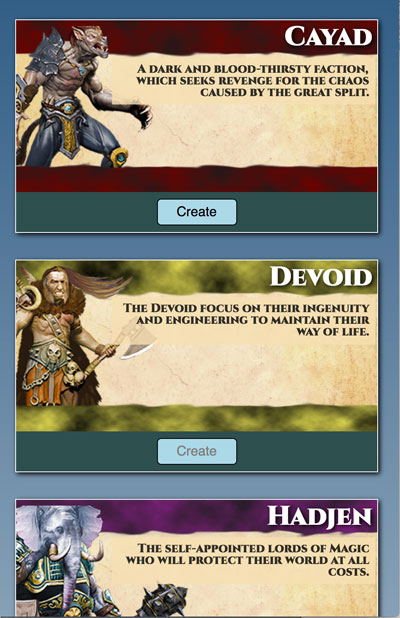 Cayad
A dark and blood-thirsty faction,
which seeks revenge for the chaos
caused by the great split.
Create
Devoid
The Devoid focus on their ingenuity
and engineering to maintain their
way of life.
Create
Hadjen
The self-appointed lords of Magic
who will protect their world at all
costs.